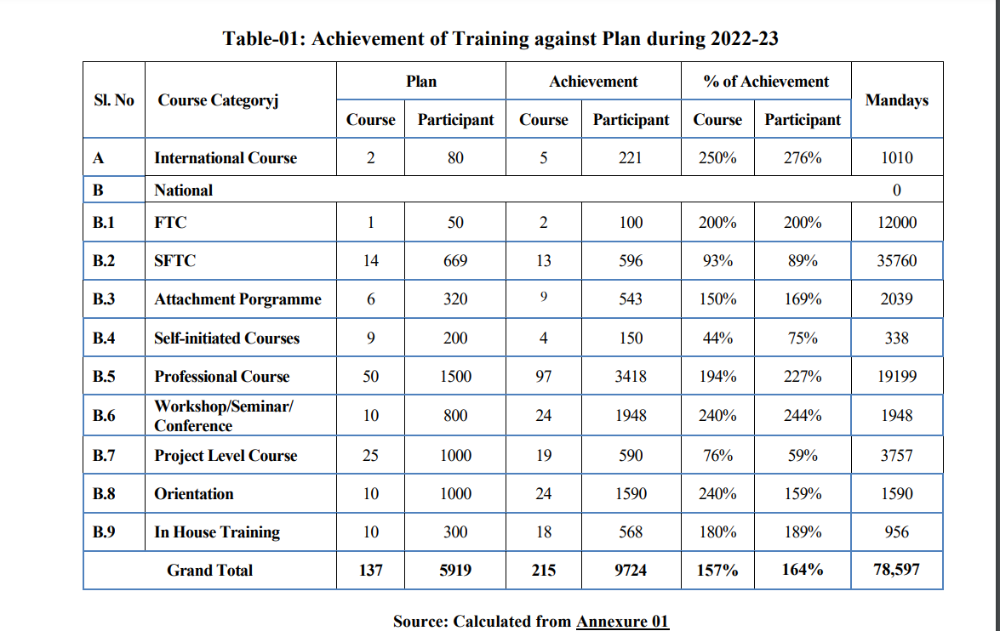 Table-01: Achievement of Training against Plan during 2022-23
Sl. No Course Categoryj Plan Achievement % of Achievement Mandays
Course Participant Course Participant Course Participant
A International Course 2 80 5 221 250% 276% 1010
B National 0
B.1 FTC 1 50 2 100 200% 200% 12000
B.2 SFTC 14 669 13 596 93% 89% 35760
B.3 Attachment Porgramme 6 320 9 543 150% 169% 2039
B.4 Self-initiated Courses 9 200 4 150 44% 75% 338
B.5 Professional Course 50 1500 97 3418 194% 227% 19199
B.6 Workshop/Seminar/
Conference 10 800 24 1948 240% 244% 1948
B.7 Project Level Course 25 1000 19 590 76% 59% 3757
B.8 Orientation 10 1000 24 1590 240% 159% 1590
B.9 In House Training 10 300 18 568 180% 189% 956
Grand Total 137 5919 215 9724 157% 164% 78,597
Source: Calculated from Annexure 01